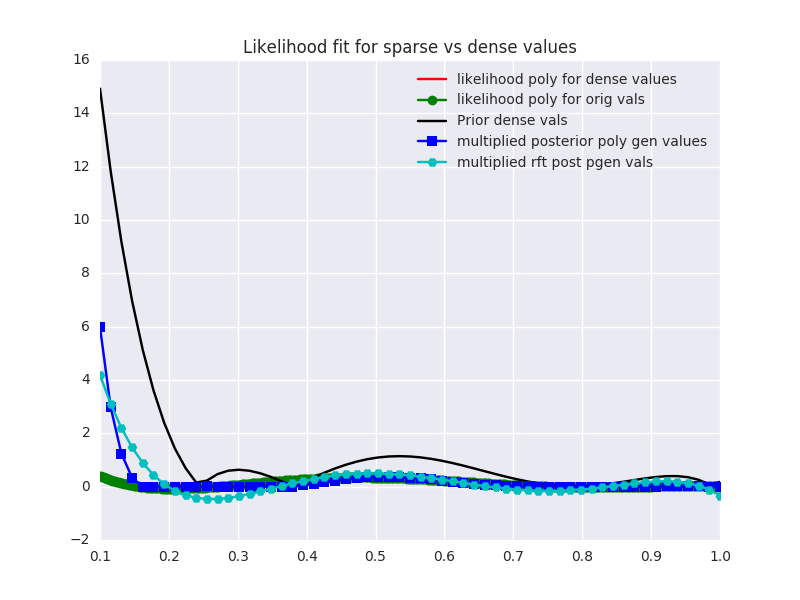 Likelihood fit for sparse vs dense values
16
14
12
10
8
6
4
2
0
−2
likelihood poly for dense values
likelihood poly for orig vals
Prior dense vals
multiplied posterior poly gen values
multiplied rft post pgen vals
0.1 0.2 0.3 0.4 0.5 0.6 0.7 0.8 0.9 1.0